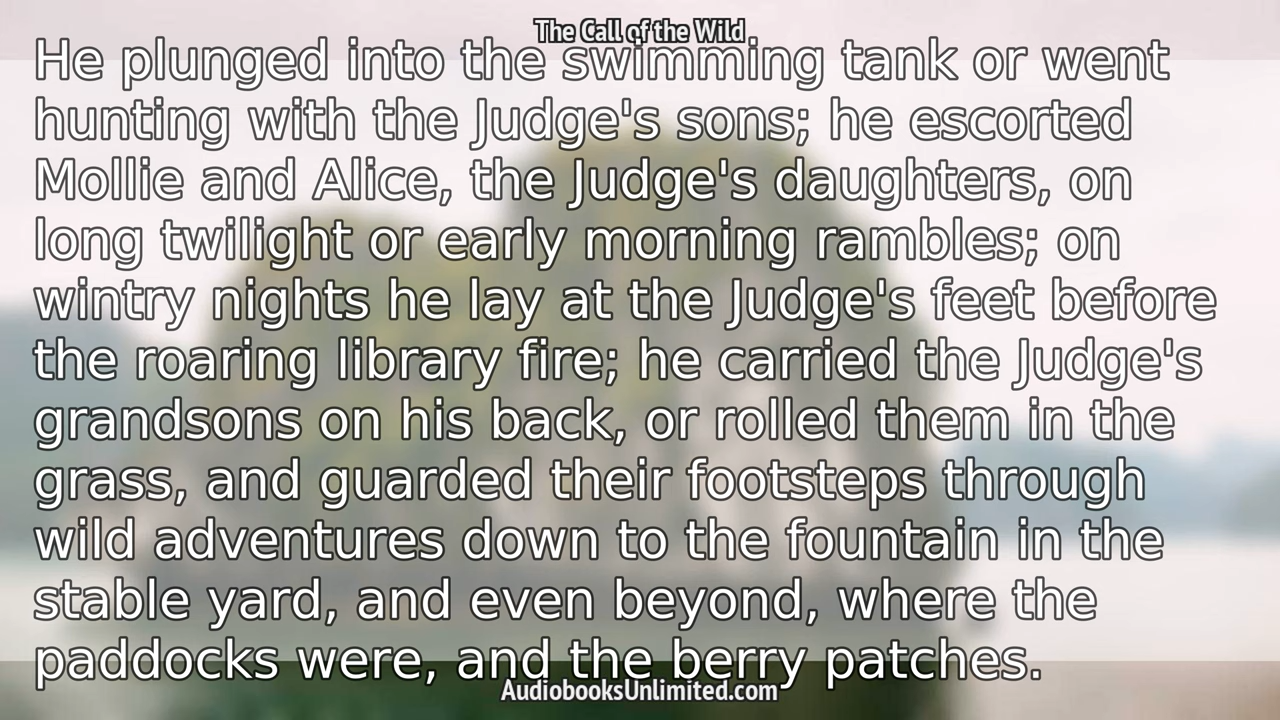 The Call of the Wild
He plunged into the swimming tank or went
hunting with the Judge's sons; he escorted
Mollie and Alice, the Judge's daughters, on
long twilight or early morning rambles; on
wintry nights he lay at the Judge's feet before
the roaring library fire; he carried the Judge's
grandsons on his back, or rolled them in the
grass, and guarded their footsteps through
wild adventures down to the fountain in the
stable yard, and even beyond, where the
paddocks were, and the berry patches.
AudiobooksUnlimited.com